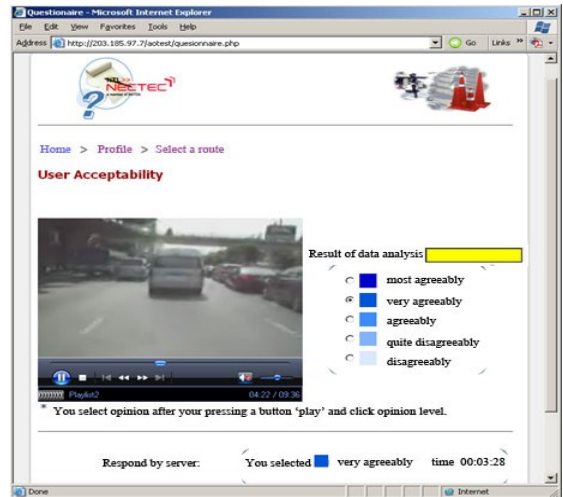 Questionaire - Microsoft Internet Explorer
File Edit View Favorites Tools Help
Address http://203.185.97.7/aotest/quesionnaire.php Go Links »
NECTEC
Home > Profile > Select a route
User Acceptability
Result of data analysis
most agreeably
very agreeably
agreeably
quite disagreeably
disagreeably
Playlist2 04:22 / 09:36
* You select opinion after your pressing a button 'play' and click opinion level.
Respond by server: You selected very agreeably time 00:03:28
Done Internet